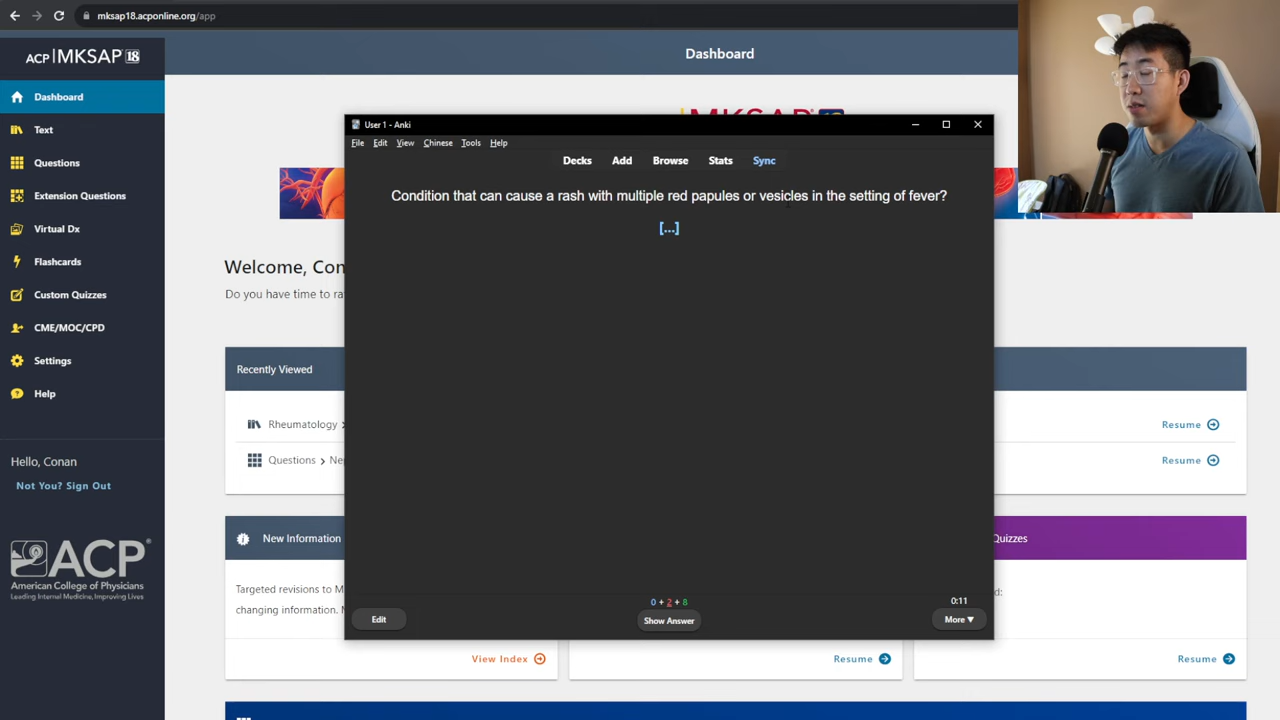 mksap18.acponline.org/app
ACP MKSAP 18
Dashboard
Dashboard
Text
Questions
Extension Questions
Virtual Dx
Flashcards
Custom Quizzes
CME/MOC/CPD
Settings
Help
Hello, Conan
Not You? Sign Out
ACP®
American College of Physicians
Leading Internal Medicine, Improving Lives
User 1 - Anki
File Edit View Chinese Tools Help
Decks Add Browse Stats Sync
Condition that can cause a rash with multiple red papules or vesicles in the setting of fever?
[...]
0 + 2 + 8
0:11
Edit
Show Answer
More ▼
Welcome, Con
Do you have time to
Recently Viewed
Rheumatology >
Resume
Questions >
Resume
New Information
Quizzes
Targeted revisions to
changing information.
View Index
Resume
Resume